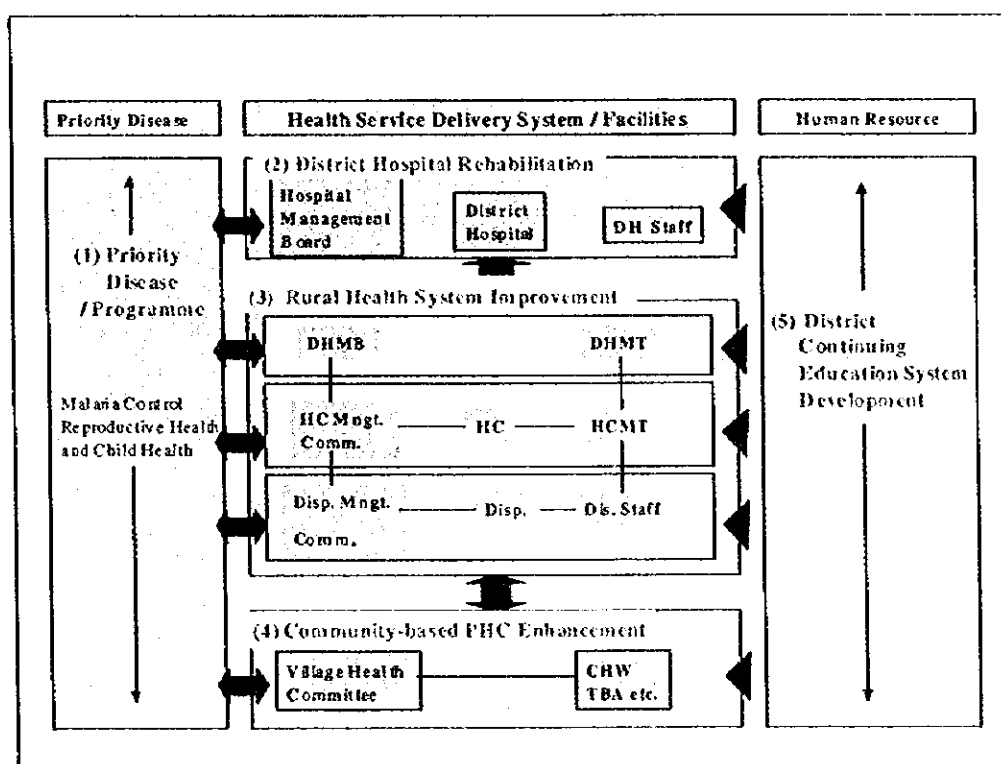 Priority Disease
Health Service Delivery System / Facilities
Human Resource
(1) Priority
Disease
/ Programme
Malaria Control
Reproductive Health
and Child Health
(2) District Hospital Rehabilitation
Hospital
Management
Board
District
Hospital
DH Staff
(3) Rural Health System Improvement
DHMB
DHMT
HC Mngt.
Comm.
HC
HCMT
Disp. Mngt.
Comm.
Disp.
Dis. Staff
(4) Community-based PHC Enhancement
Village Health
Committee
CHW
TBA etc.
(5) District
Continuing
Education System
Development